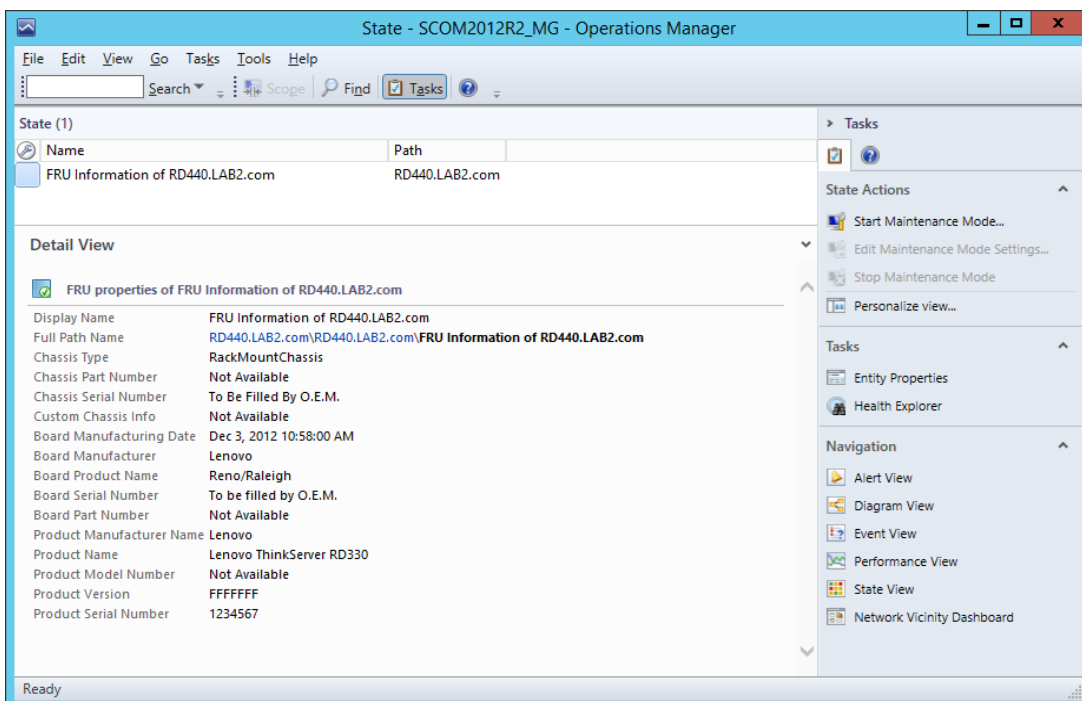 State - SCOM2012R2_MG - Operations Manager
File Edit View Go Tasks Tools Help
Search Scope Find Tasks
State (1)
Name Path
FRU Information of RD440.LAB2.com RD440.LAB2.com
Detail View
FRU properties of FRU Information of RD440.LAB2.com
Display Name FRU Information of RD440.LAB2.com
Full Path Name RD440.LAB2.com\RD440.LAB2.com\FRU Information of RD440.LAB2.com
Chassis Type RackMountChassis
Chassis Part Number Not Available
Chassis Serial Number To Be Filled By O.E.M.
Custom Chassis Info Not Available
Board Manufacturing Date Dec 3, 2012 10:58:00 AM
Board Manufacturer Lenovo
Board Product Name Reno/Raleigh
Board Serial Number To be filled by O.E.M.
Board Part Number Not Available
Product Manufacturer Name Lenovo
Product Name Lenovo ThinkServer RD330
Product Model Number Not Available
Product Version FFFFFFF
Product Serial Number 1234567
Tasks
State Actions
Start Maintenance Mode...
Edit Maintenance Mode Settings...
Stop Maintenance Mode
Personalize view...
Tasks
Entity Properties
Health Explorer
Navigation
Alert View
Diagram View
Event View
Performance View
State View
Network Vicinity Dashboard
Ready